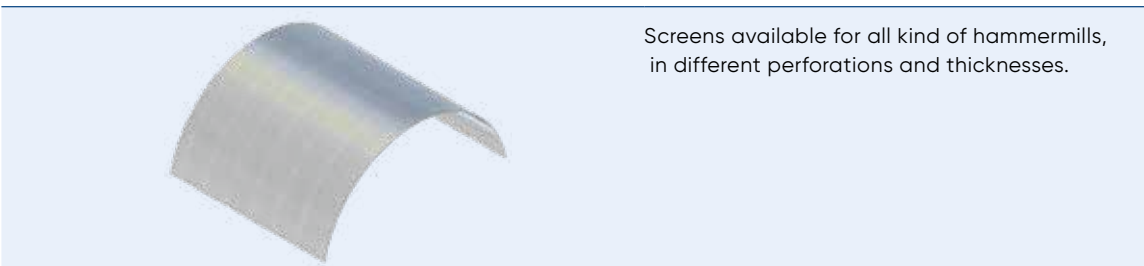 Screens available for all kind of hammermills,
in different perforations and thicknesses.